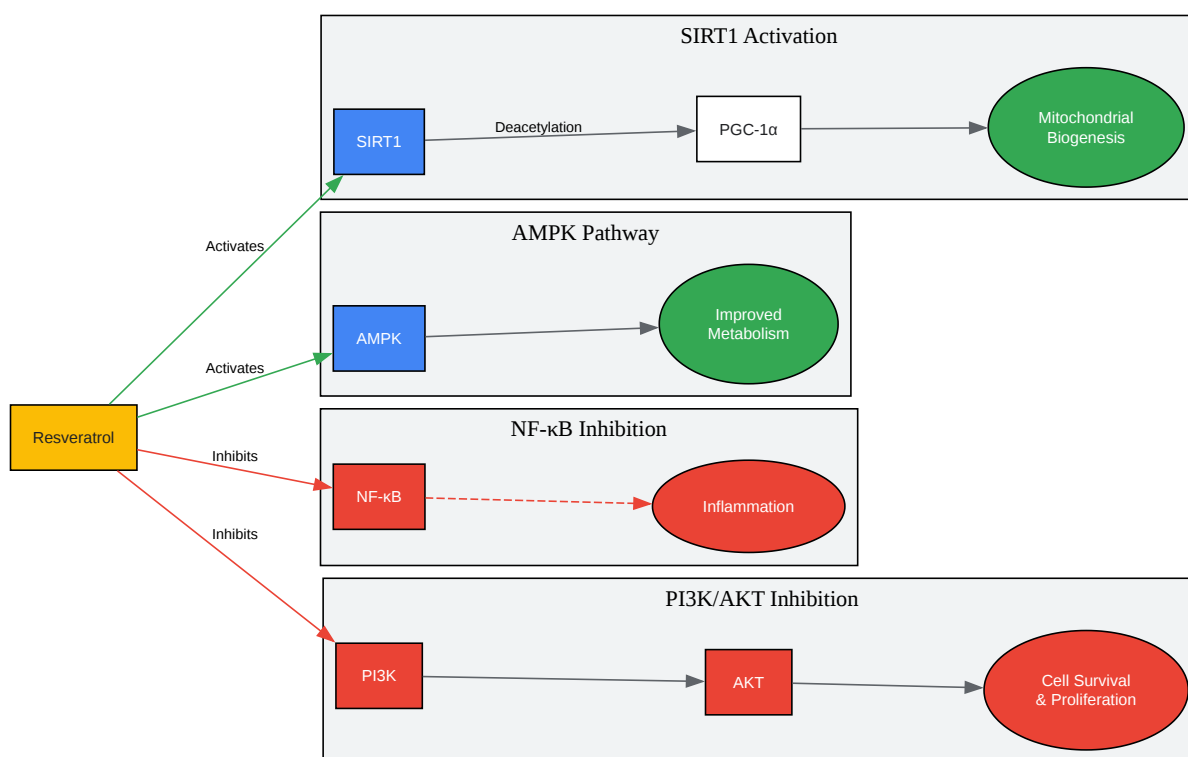 SIRT1 Activation
SIRT1
Deacetylation
PGC-1α
Mitochondrial
Biogenesis
Activates
AMPK Pathway
AMPK
Improved
Metabolism
Activates
Resveratrol
NF-κB Inhibition
Inhibits
NF-κB
Inflammation
Inhibits
PI3K/AKT Inhibition
PI3K
AKT
Cell Survival
& Proliferation